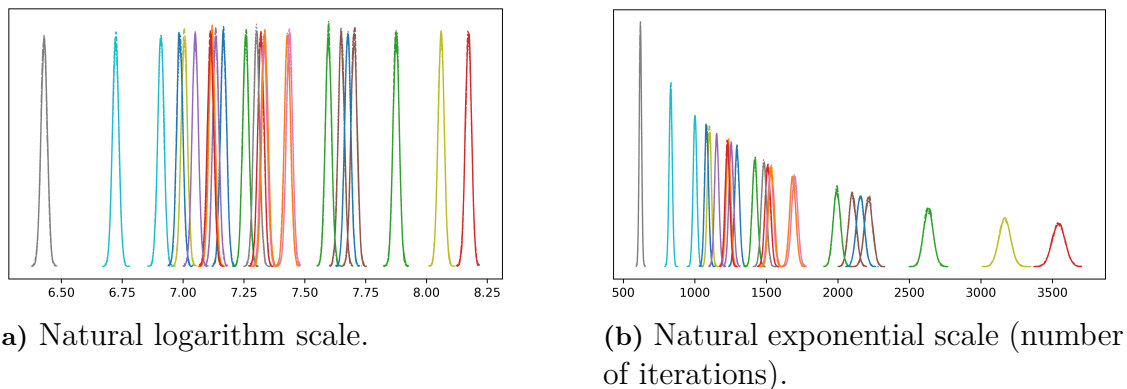 6.50 6.75 7.00 7.25 7.50 7.75 8.00 8.25
500 1000 1500 2000 2500 3000 3500
a) Natural logarithm scale.
(b) Natural exponential scale (number
of iterations).